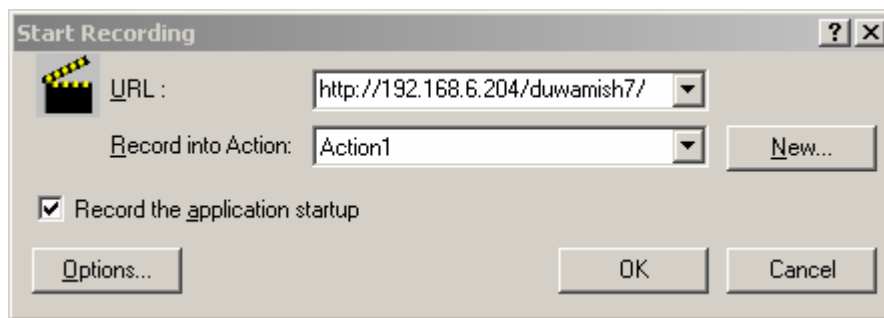 Start Recording
URL : http://192.168.6.204/duwamish7/
Record into Action: Action1 New...
Record the application startup
Options... OK Cancel